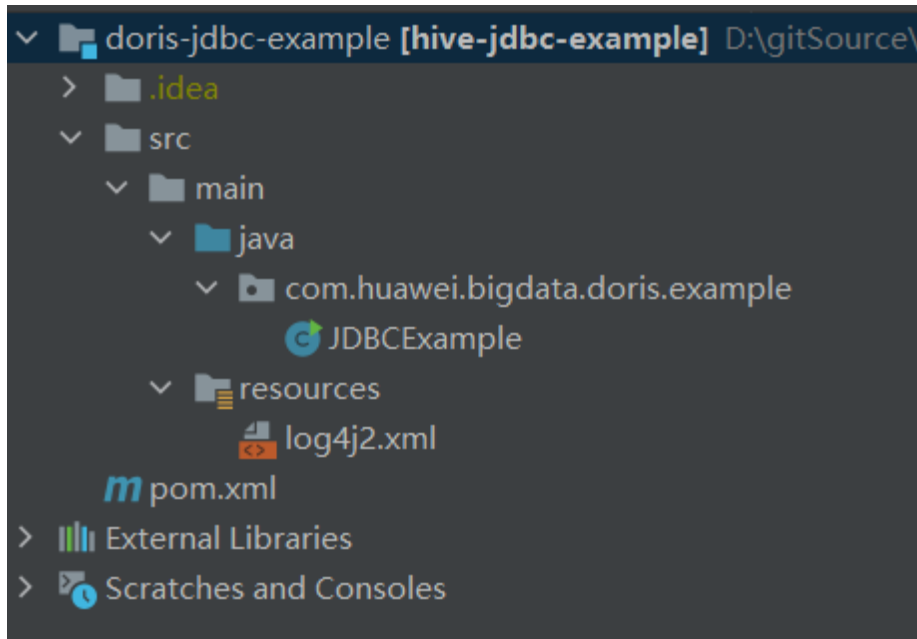 doris-jdbc-example [hive-jdbc-example] D:\gitSource\
.idea
src
main
java
com.huawei.bigdata.doris.example
JDBCExample
resources
log4j2.xml
pom.xml
External Libraries
Scratches and Consoles